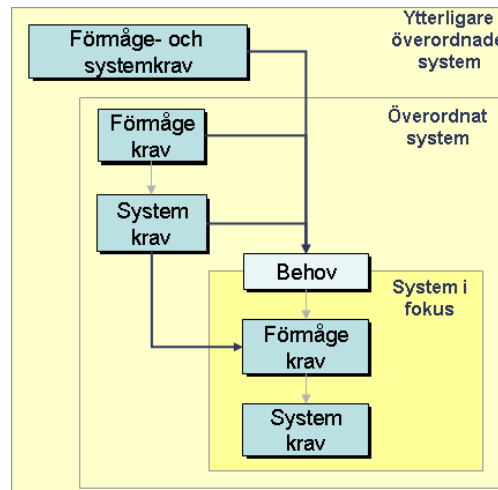 Förmåge- och
systemkrav
Ytterligare
överordnade
system
Förmåge
krav
Överordnat
system
System
krav
Behov
System i
fokus
Förmåge
krav
System
krav